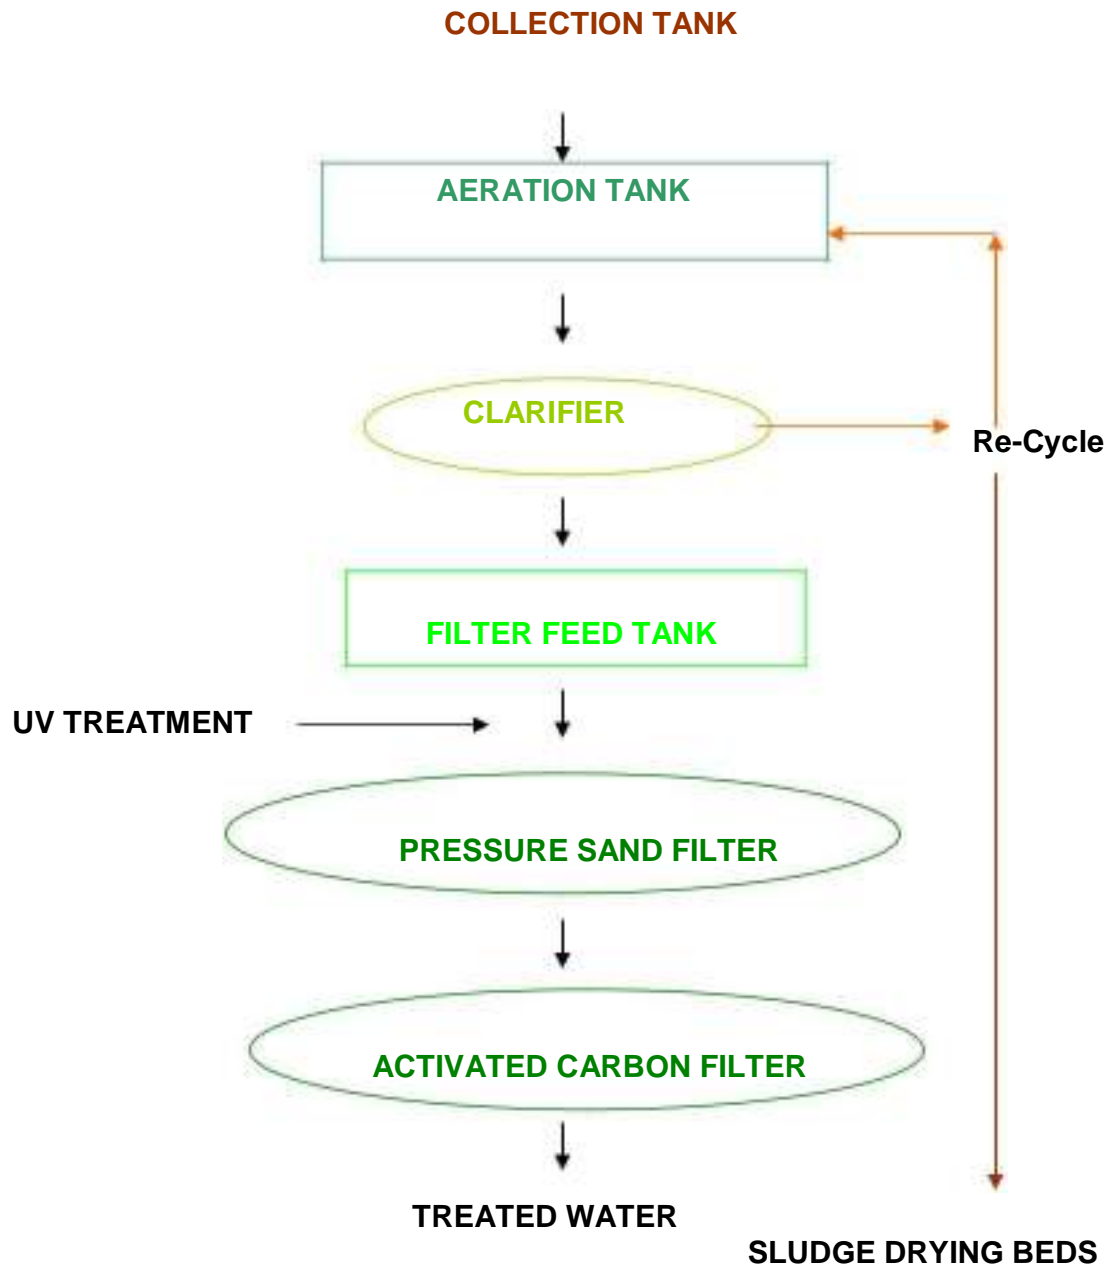 COLLECTION TANK
AERATION TANK
CLARIFIER
Re-Cycle
FILTER FEED TANK
UV TREATMENT
PRESSURE SAND FILTER
ACTIVATED CARBON FILTER
TREATED WATER
SLUDGE DRYING BEDS